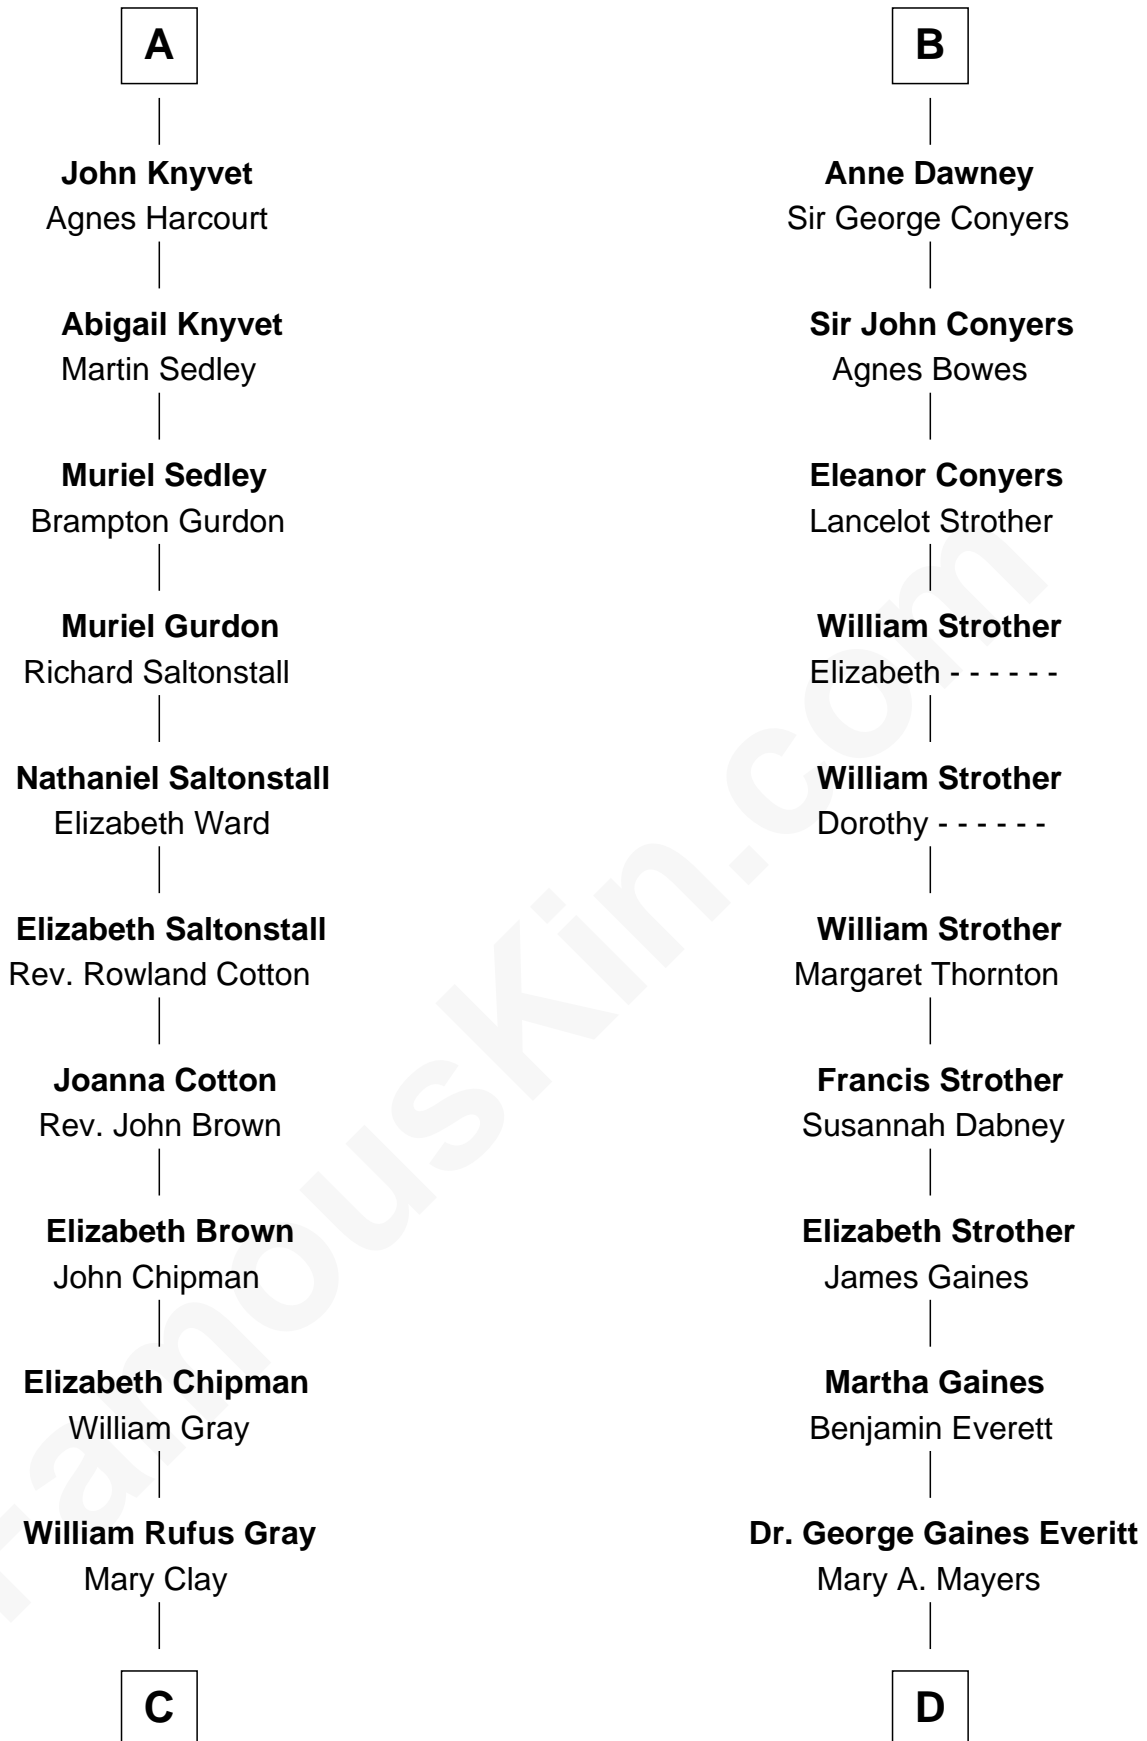 A
John Knyvet
Agnes Harcourt
Abigail Knyvet
Martin Sedley
Muriel Sedley
Brampton Gurdon
Muriel Gurdon
Richard Saltonstall
Nathaniel Saltonstall
Elizabeth Ward
Elizabeth Saltonstall
Rev. Rowland Cotton
Joanna Cotton
Rev. John Brown
Elizabeth Brown
John Chipman
Elizabeth Chipman
William Gray
William Rufus Gray
Mary Clay
C
B
Anne Dawney
Sir George Conyers
Sir John Conyers
Agnes Bowes
Eleanor Conyers
Lancelot Strother
William Strother
Elizabeth - - - - - -
William Strother
Dorothy - - - - - -
William Strother
Margaret Thornton
Francis Strother
Susannah Dabney
Elizabeth Strother
James Gaines
Martha Gaines
Benjamin Everett
Dr. George Gaines Everitt
Mary A. Mayers
D
FamousKin.com